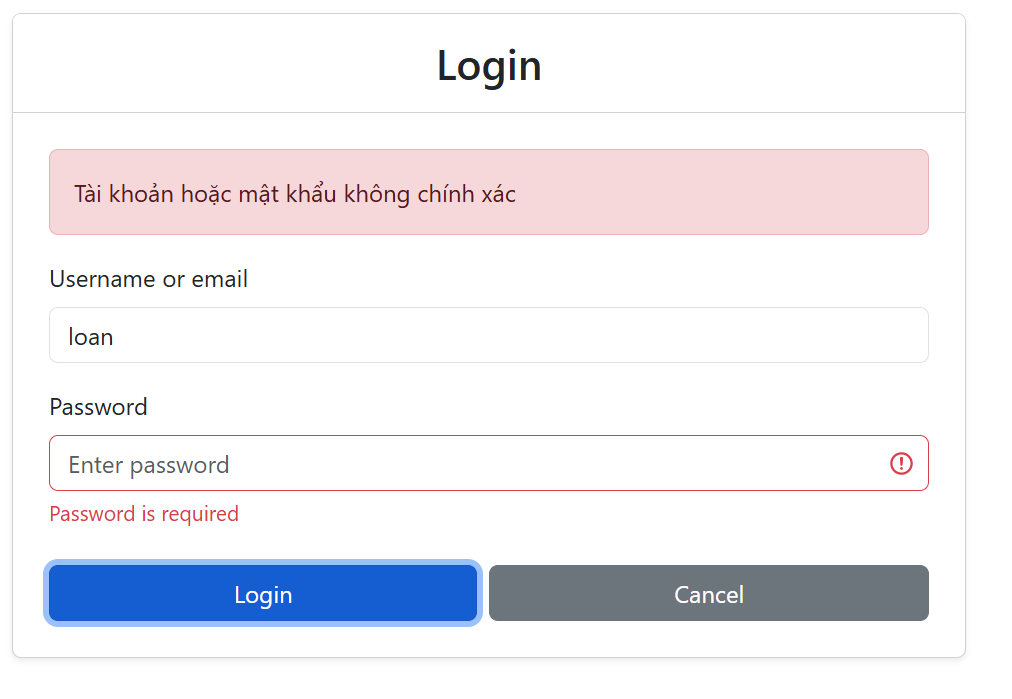 Login
Tài khoản hoặc mật khẩu không chính xác
Username or email
loan
Password
Enter password
Password is required
Login Cancel